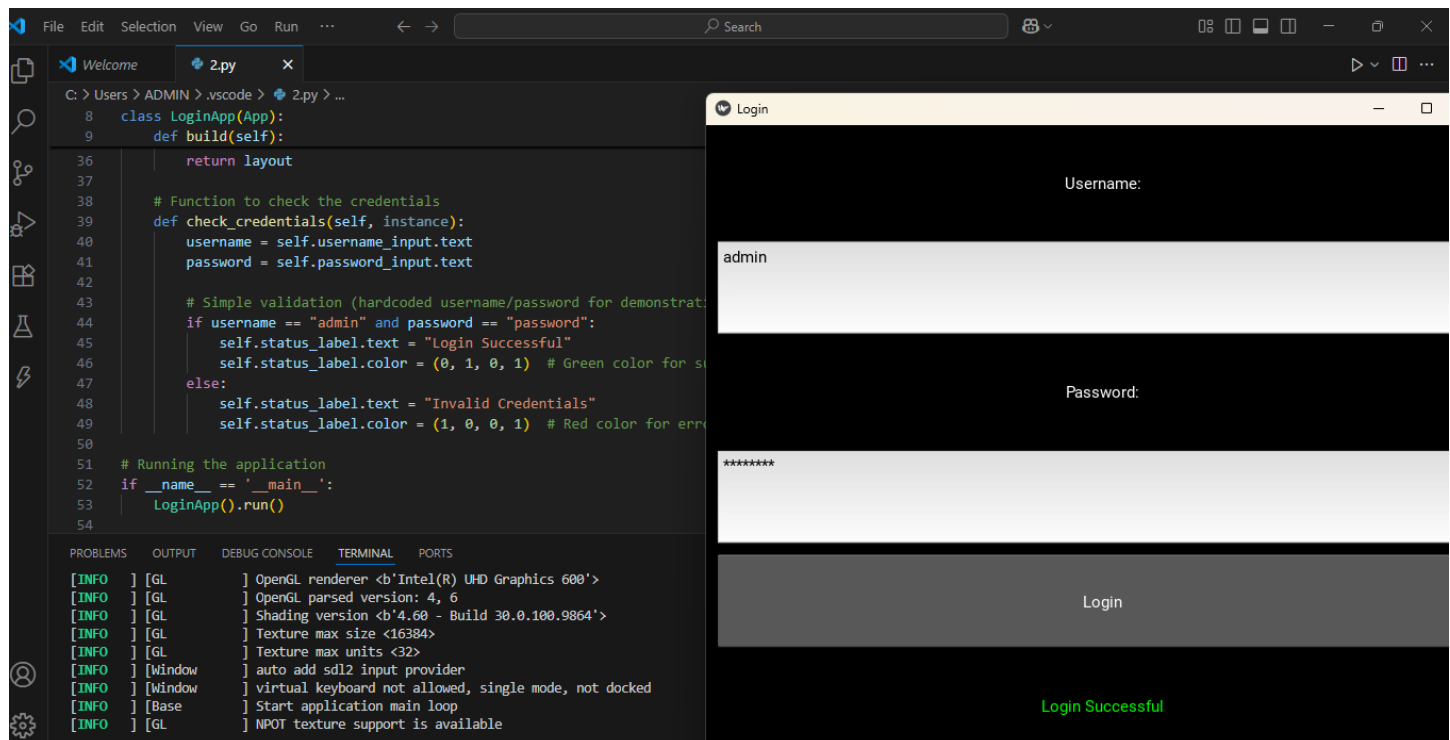 File Edit Selection View Go Run ··· Search
Welcome 2.py
C: > Users > ADMIN > .vscode > 2.py > ...
8 class LoginApp(App):
9 def build(self):
36 return layout
37
38 # Function to check the credentials
39 def check_credentials(self, instance):
40 username = self.username_input.text
41 password = self.password_input.text
42
43 # Simple validation (hardcoded username/password for demonstrati
44 if username == "admin" and password == "password":
45 self.status_label.text = "Login Successful"
46 self.status_label.color = (0, 1, 0, 1) # Green color for su
47 else:
48 self.status_label.text = "Invalid Credentials"
49 self.status_label.color = (1, 0, 0, 1) # Red color for erro
50
51 # Running the application
52 if __name__ == '__main__':
53 LoginApp().run()
54
PROBLEMS OUTPUT DEBUG CONSOLE TERMINAL PORTS
[INFO ] [GL ] OpenGL renderer <b'Intel(R) UHD Graphics 600'>
[INFO ] [GL ] OpenGL parsed version: 4, 6
[INFO ] [GL ] Shading version <b'4.60 - Build 30.0.100.9864'>
[INFO ] [GL ] Texture max size <16384>
[INFO ] [GL ] Texture max units <32>
[INFO ] [Window ] auto add sdl2 input provider
[INFO ] [Window ] virtual keyboard not allowed, single mode, not docked
[INFO ] [Base ] Start application main loop
[INFO ] [GL ] NPOT texture support is available
Login
Username:
admin
Password:
********
Login
Login Successful